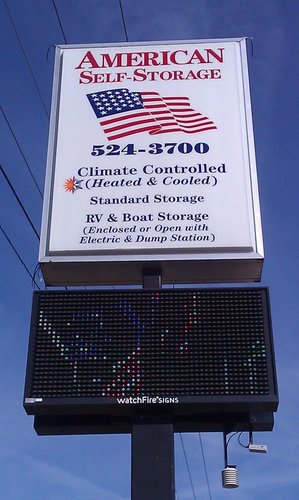 AMERICAN
SELF-STORAGE
524-3700
Climate Controlled
(Heated & Cooled)
Standard Storage
RV & Boat Storage
(Enclosed or Open with
Electric & Dump Station)
watchFire SIGNS